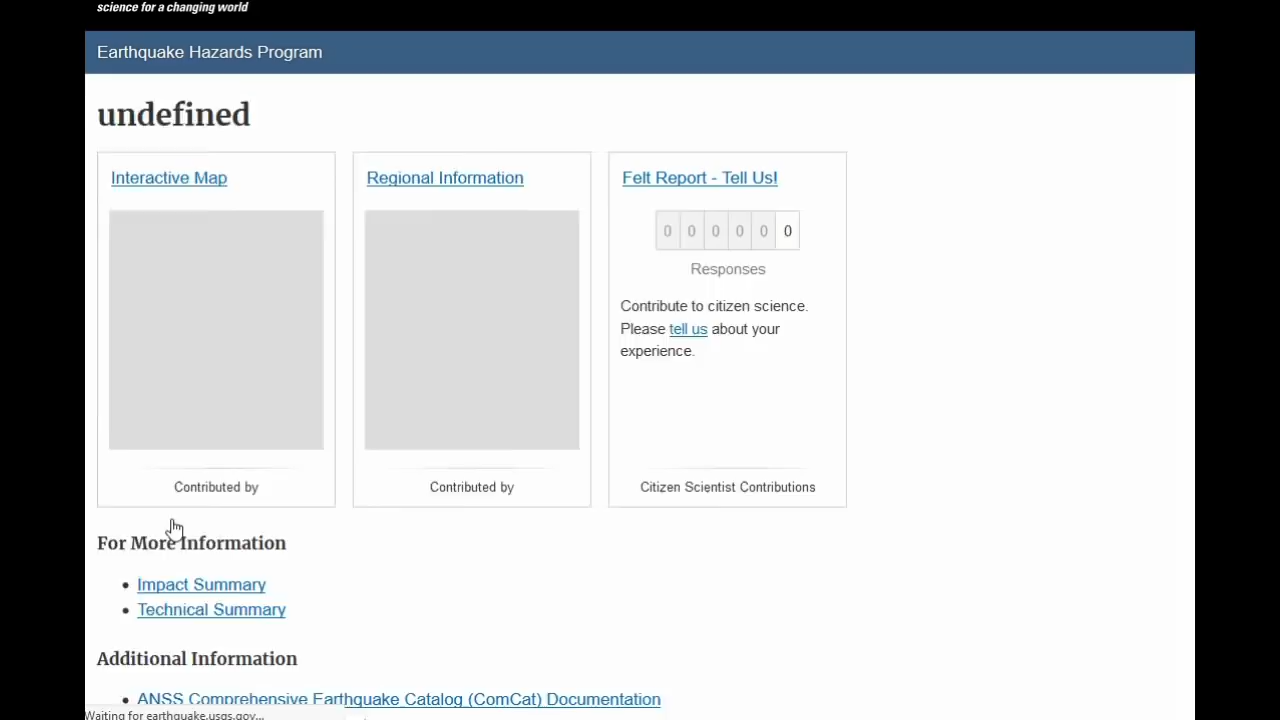 science for a changing world
Earthquake Hazards Program
undefined
Interactive Map
Regional Information
Felt Report - Tell Us!
0 0 0 0 0 0
Responses
Contribute to citizen science.
Please tell us about your
experience.
Contributed by
Contributed by
Citizen Scientist Contributions
For More Information
Impact Summary
Technical Summary
Additional Information
ANSS Comprehensive Earthquake Catalog (ComCat) Documentation
Waiting for earthquake.usgs.gov...